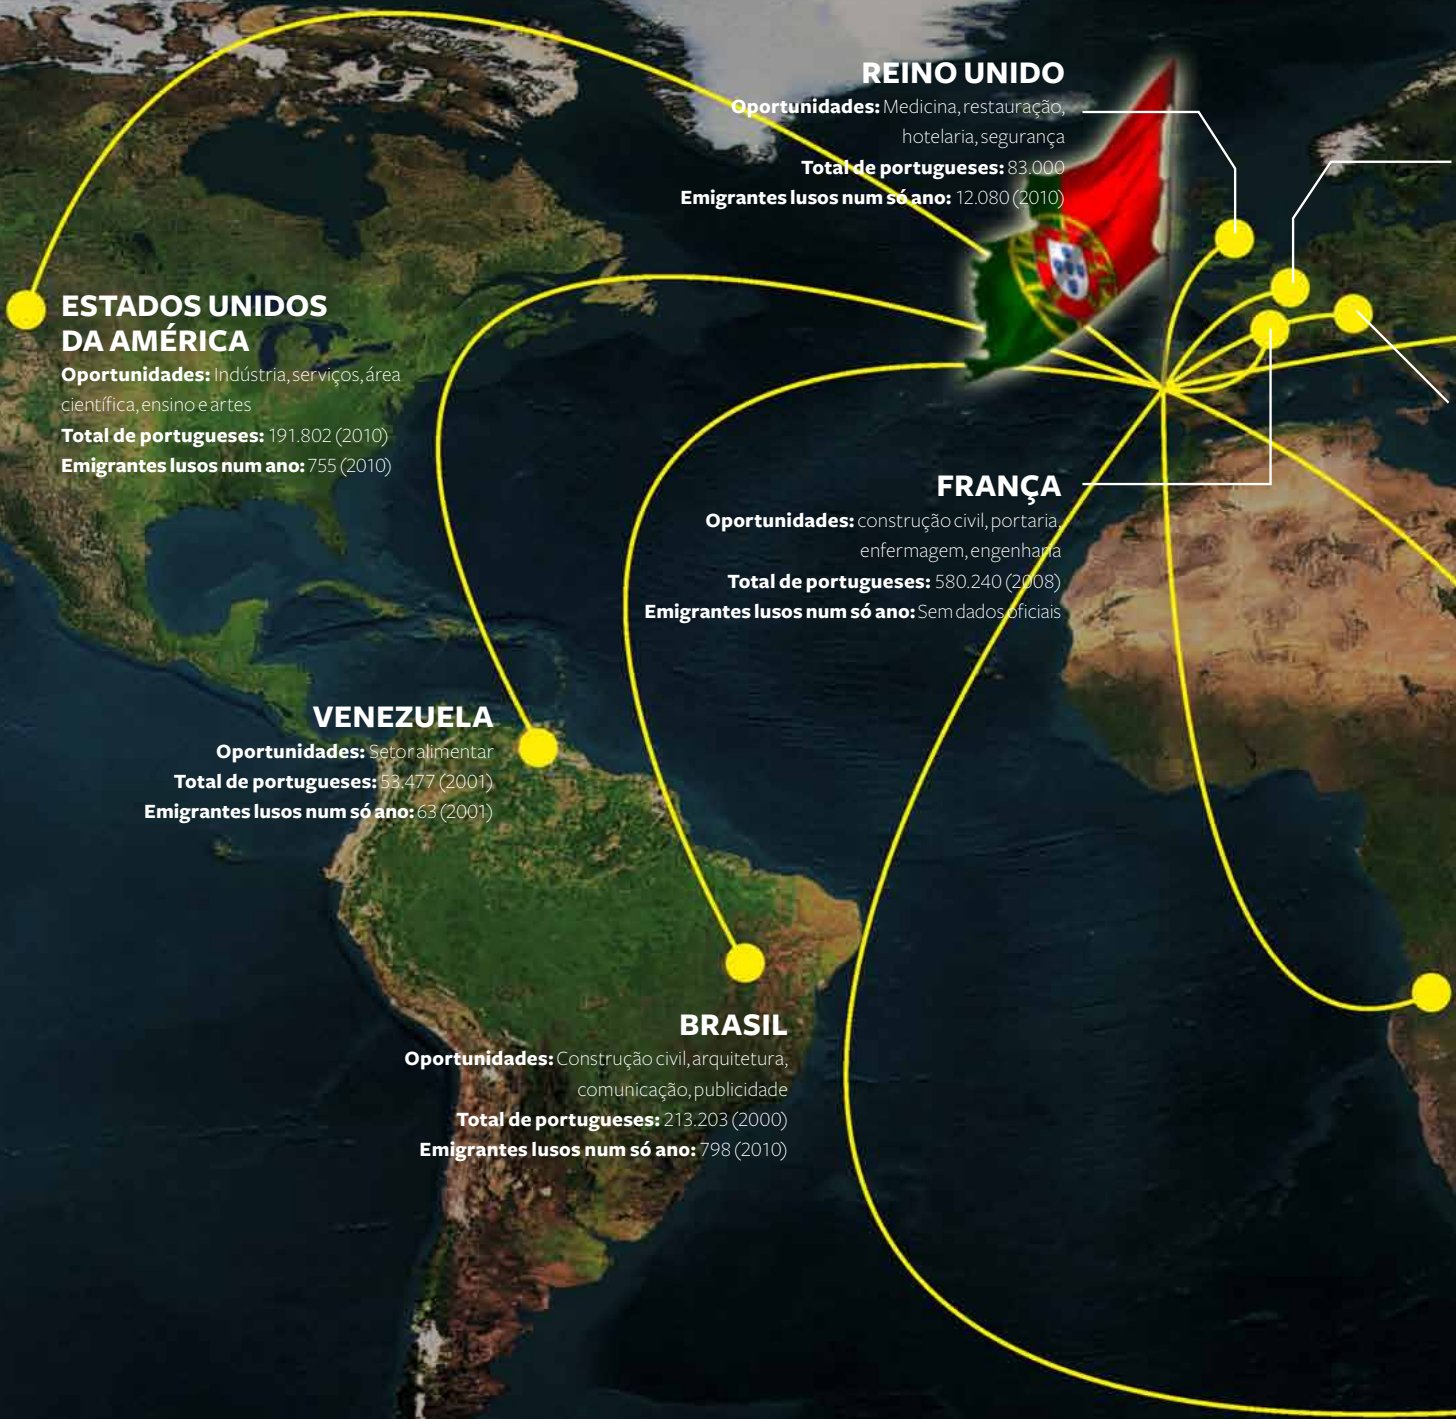 REINO UNIDO
Oportunidades: Medicina, restauração,
hotelaria, segurança
Total de portugueses: 83.000
Emigrantes lusos num só ano: 12.080 (2010)
ESTADOS UNIDOS
DA AMÉRICA
Oportunidades: Indústria, serviços, área
científica, ensino e artes
Total de portugueses: 191.802 (2010)
Emigrantes lusos num ano: 755 (2010)
FRANÇA
Oportunidades: construção civil, portaria,
enfermagem, engenharia
Total de portugueses: 580.240 (2008)
Emigrantes lusos num só ano: Sem dados oficiais
VENEZUELA
Oportunidades: Setor alimentar
Total de portugueses: 53.477 (2001)
Emigrantes lusos num só ano: 63 (2001)
BRASIL
Oportunidades: Construção civil, arquitetura,
comunicação, publicidade
Total de portugueses: 213.203 (2000)
Emigrantes lusos num só ano: 798 (2010)